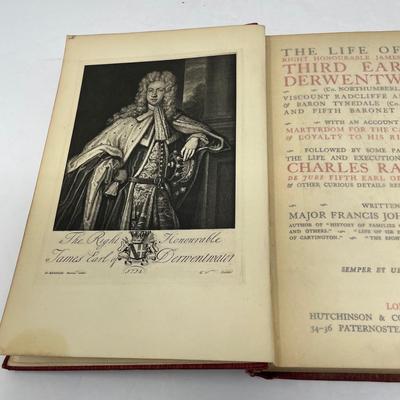 The Right Honourable
James Earl of Derwentwater
1714
THE LIFE OF
RIGHT HONOURABLE JAMES
THIRD EAR
DERWENTW
(CO. NORTHUMBERL
VISCOUNT RADCLIFFE A
& BARON TYNEDALE (CO.
AND FIFTH BARONET
WITH AN ACCOUNT
MARTYRDOM FOR THE CA
& LOYALTY TO HIS RI
FOLLOWED BY SOME PA
THE LIFE AND EXECUTION
CHARLES RA
DE JURE FIFTH EARL OF
& OTHER CURIOUS DETAILS RE
WRITTEN
MAJOR FRANCIS JOH
AUTHOR OF "HISTORY OF FAMILIES
AND OTHERS." "LIFE OF SIR
OF CARYINGTON." "THE RIGH
SEMPER ET U
LO
HUTCHINSON & CO
34-36 PATERNOSTE